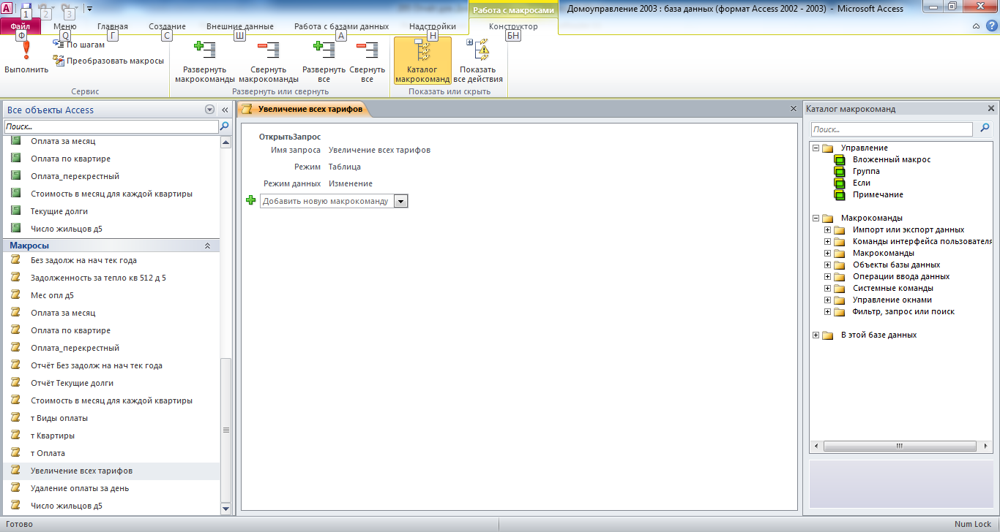 Домоуправление 2003 : база данных (формат Access 2002 - 2003) - Microsoft Access
Работа с макросами
1 2 3
Файл Меню Главная Создание Внешние данные Работа с базами данных Надстройки Конструктор
Ф Q Г С Ш А Н БН
Выполнить
По шагам
Преобразовать макросы
Развернуть макрокоманды
Свернуть макрокоманды
Развернуть все
Свернуть все
Каталог макрокоманд
Показать все действия
Сервис
Развернуть или свернуть
Показать или скрыть
Все объекты Access
Поиск...
Оплата за месяц
Оплата по квартире
Оплата_перекрестный
Стоимость в месяц для каждой квартиры
Текущие долги
Число жильцов д5
Макросы
Без задолж на нач тек года
Задолженность за тепло кв 512 д 5
Мес опл д5
Оплата за месяц
Оплата по квартире
Оплата_перекрестный
Отчёт Без задолж на нач тек года
Отчёт Текущие долги
Стоимость в месяц для каждой квартиры
т Виды оплаты
т Квартиры
т Оплата
Увеличение всех тарифов
Удаление оплаты за день
Число жильцов д5
Увеличение всех тарифов
ОткрытьЗапрос
Имя запроса Увеличение всех тарифов
Режим Таблица
Режим данных Изменение
Добавить новую макрокоманду
Каталог макрокоманд
Поиск...
Управление
Вложенный макрос
Группа
Если
Примечание
Макрокоманды
Импорт или экспорт данных
Команды интерфейса пользователя
Макрокоманды
Объекты базы данных
Операции ввода данных
Системные команды
Управление окнами
Фильтр, запрос или поиск
В этой базе данных
Готово
Num Lock